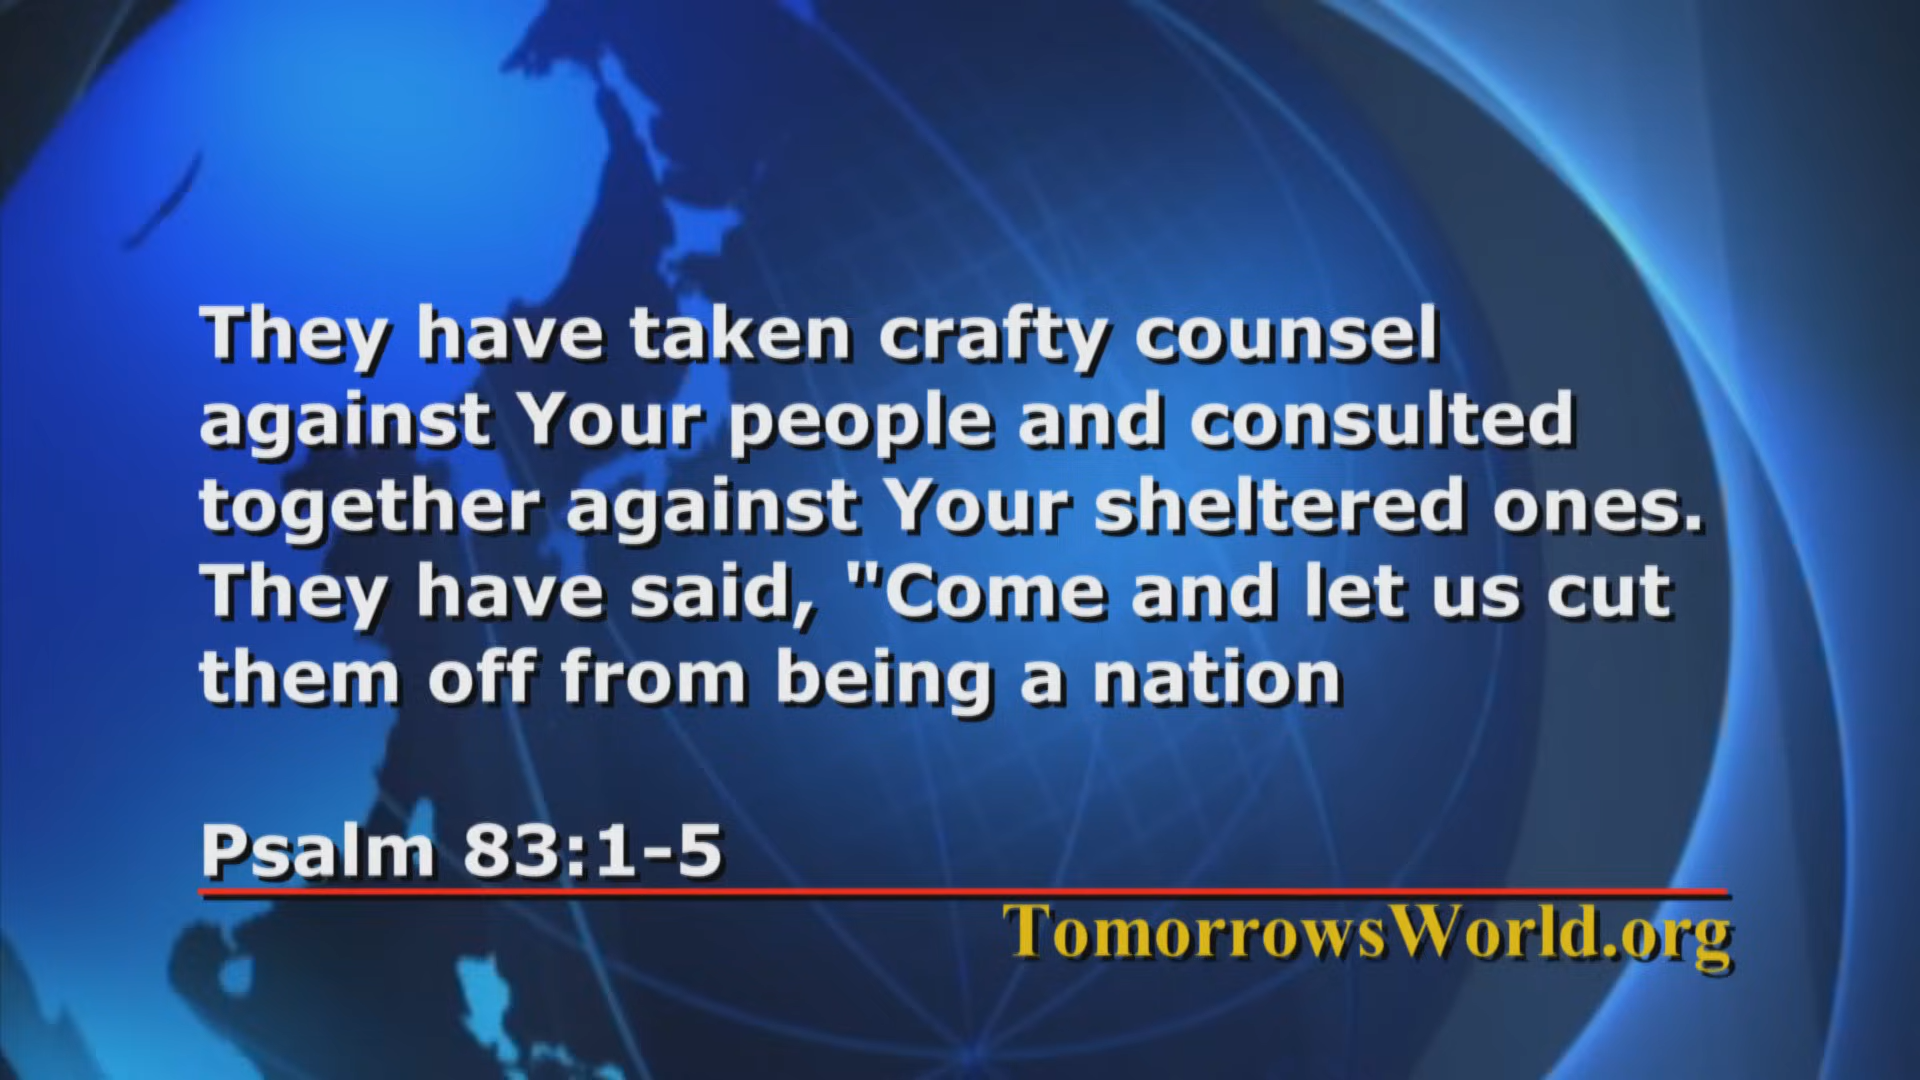 They have taken crafty counsel
against Your people and consulted
together against Your sheltered ones.
They have said, "Come and let us cut
them off from being a nation
Psalm 83:1-5
TomorrowsWorld.org